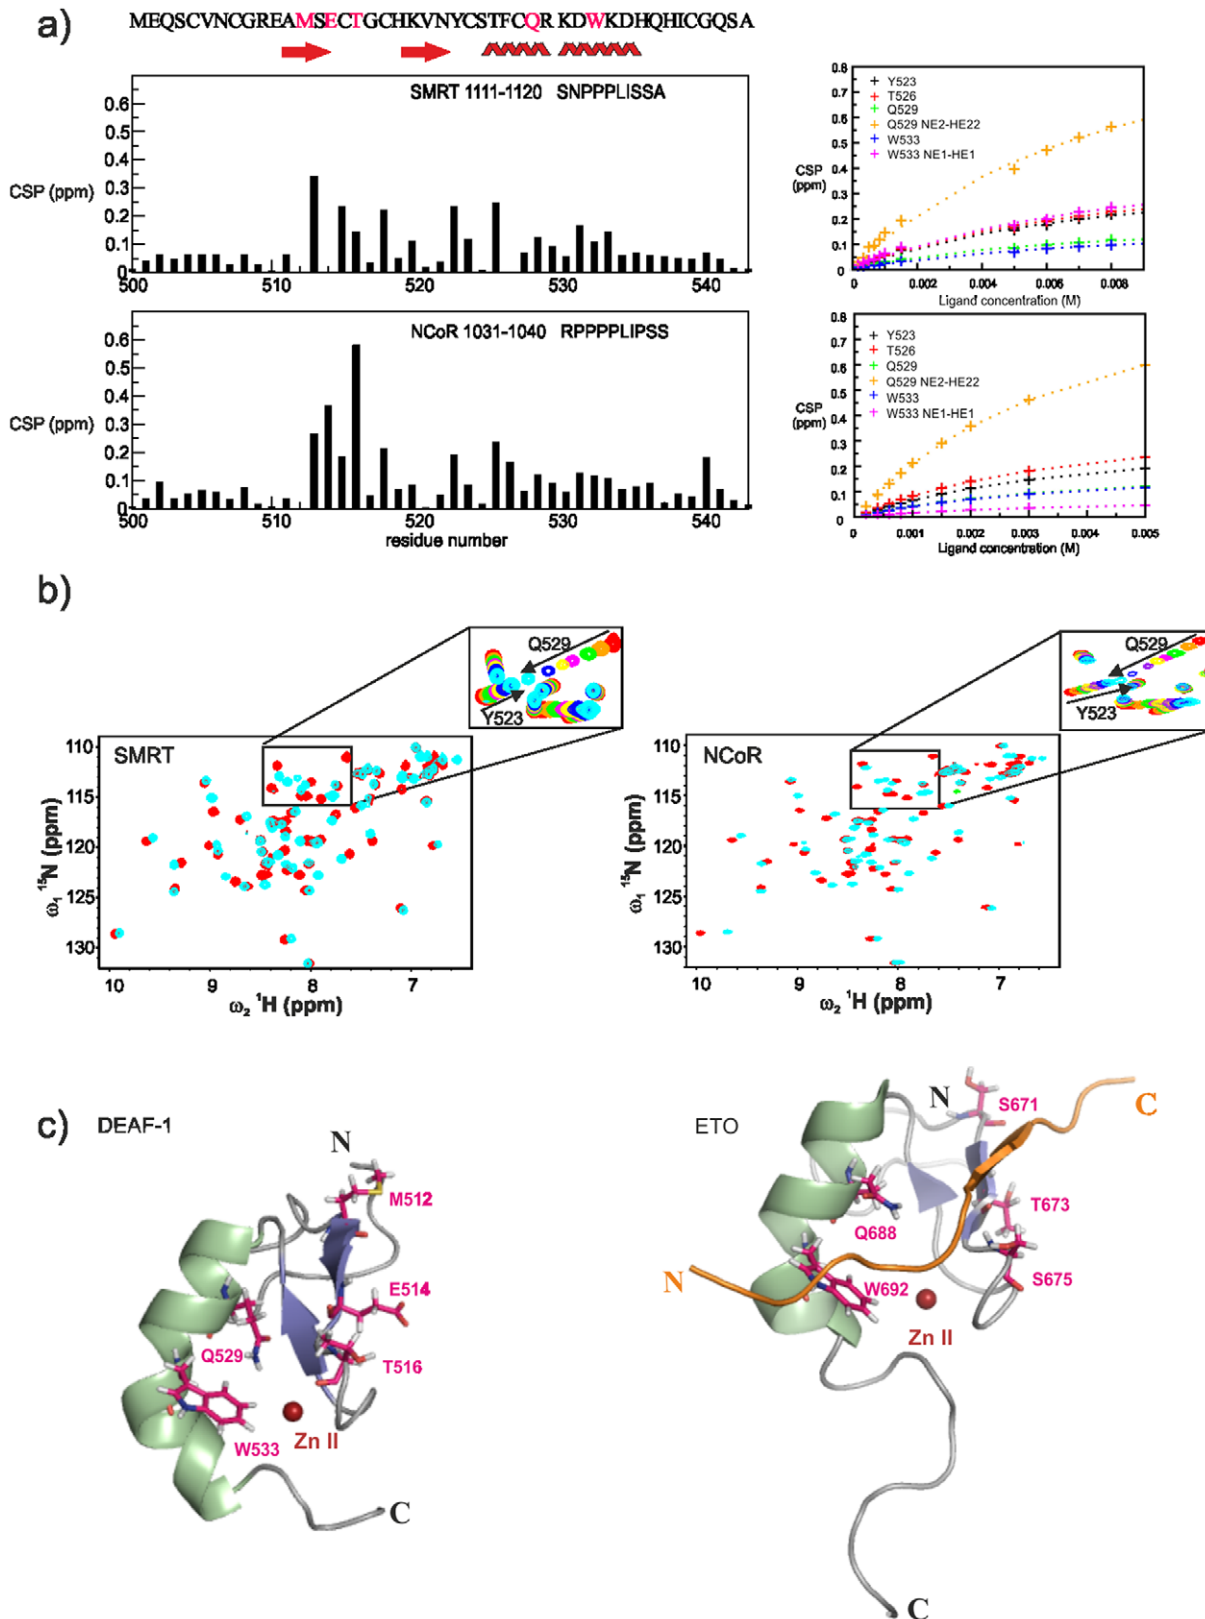 a)
MEQSCVNCGREAMSECTGCHKVNYCSTFCQR KDWKDHQHICGQSA
SMRT 1111-1120 SNPPPLISSA
0.6
0.5
0.4
CSP (ppm)
0.3
0.2
0.1
0
500 510 520 530 540
NCoR 1031-1040 RPPPPLIPSS
0.6
0.5
0.4
CSP (ppm)
0.3
0.2
0.1
0
500 510 520 530 540
residue number
0.8
0.7
0.6
0.5
0.4
0.3
0.2
0.1
0
CSP
(ppm)
Y523
T526
Q529
Q529 NE2-HE22
W533
W533 NE1-HE1
0 0.002 0.004 0.006 0.008
Ligand concentration (M)
0.8
0.7
0.6
0.5
0.4
0.3
0.2
0.1
0
CSP
(ppm)
Y523
T526
Q529
Q529 NE2-HE22
W533
W533 NE1-HE1
0 0.001 0.002 0.003 0.004 0.005
Ligand concentration (M)
b)
Q529
Y523
SMRT
110
115
120
125
130
ω₁ ¹⁵N (ppm)
10 9 8 7
ω₂ ¹H (ppm)
Q529
Y523
NCoR
110
115
120
125
130
ω₁ ¹⁵N (ppm)
10 9 8 7
ω₂ ¹H (ppm)
c)
DEAF-1
N
M512
E514
Q529
T516
W533
Zn II
C
ETO
N
S671
C
Q688
T673
N
W692
S675
Zn II
C